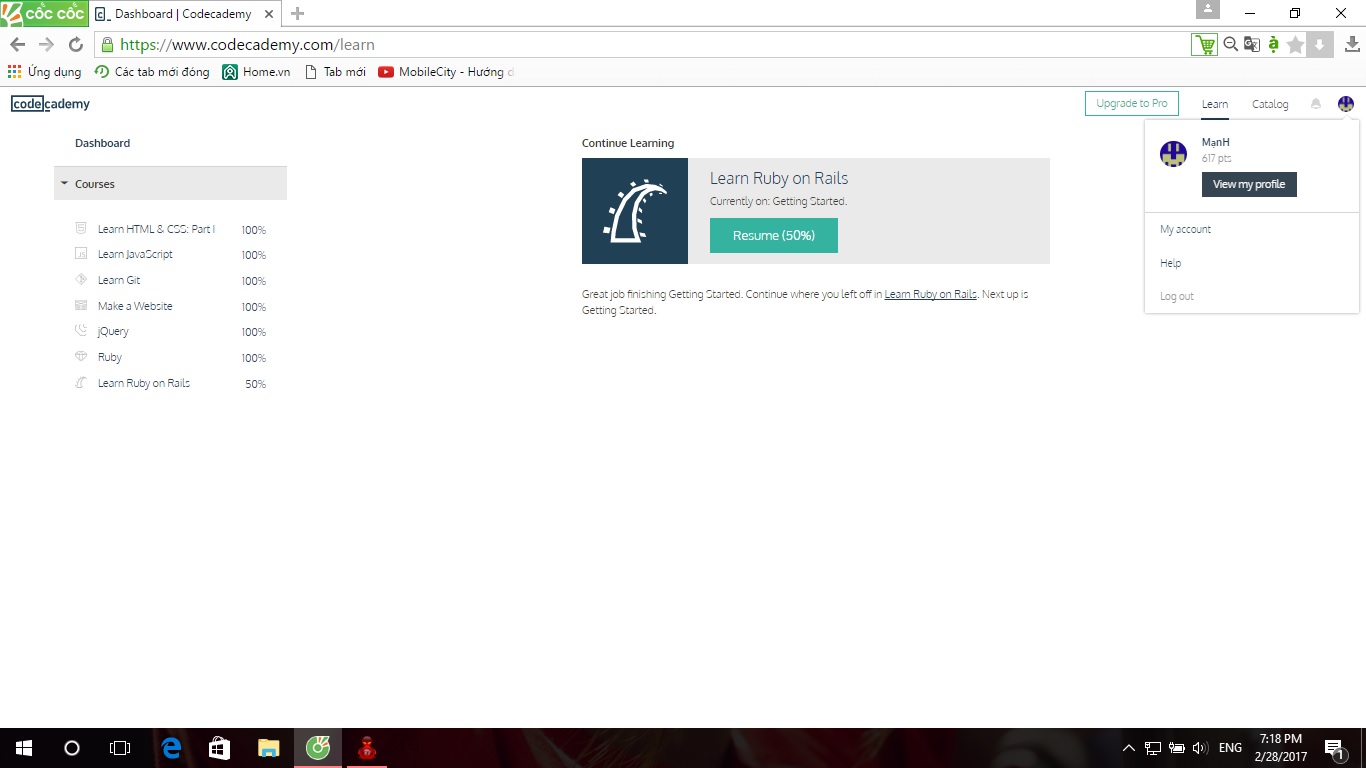 cốc cốc
Dashboard | Codecademy
https://www.codecademy.com/learn
Ứng dụng
Các tab mới đóng
Home.vn
Tab mới
MobileCity - Hướng d
codecademy
Upgrade to Pro
Learn
Catalog
Dashboard
Courses
Learn HTML & CSS: Part I 100%
Learn JavaScript 100%
Learn Git 100%
Make a Website 100%
jQuery 100%
Ruby 100%
Learn Ruby on Rails 50%
Continue Learning
Learn Ruby on Rails
Currently on: Getting Started.
Resume (50%)
Great job finishing Getting Started. Continue where you left off in Learn Ruby on Rails. Next up is
Getting Started.
MạnH
617 pts
View my profile
My account
Help
Log out
ENG
7:18 PM
2/28/2017
1